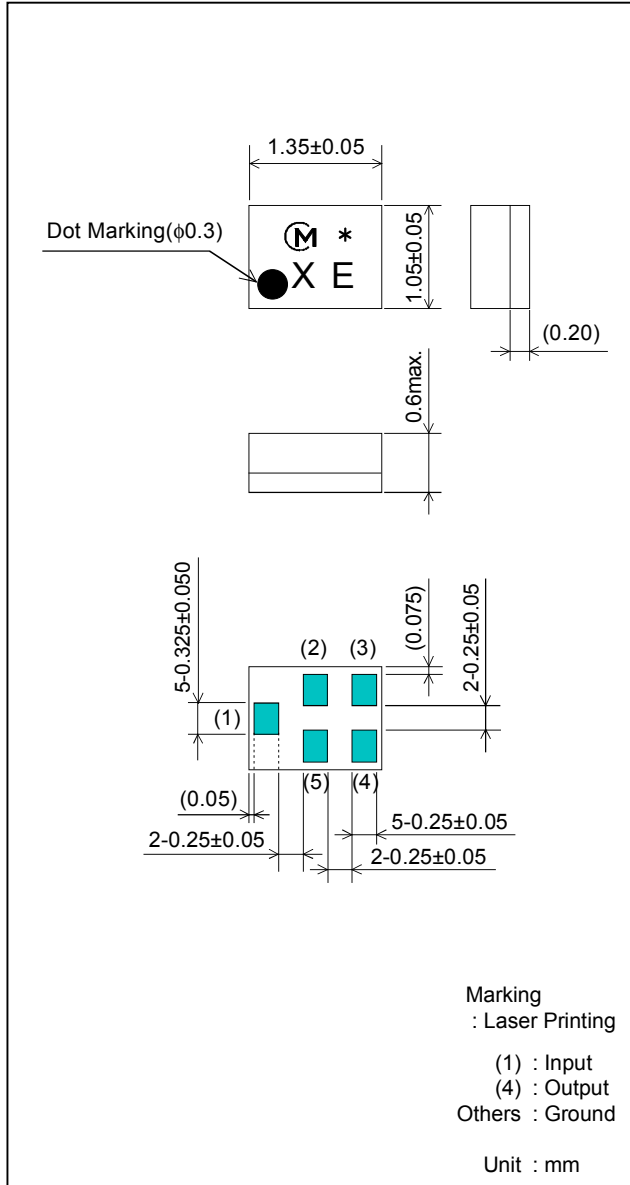 1.35±0.05
Dot Marking(ϕ0.3)
M *
X E
1.05±0.05
(0.20)
0.6max.
5-0.325±0.050
(0.075)
2-0.25±0.05
(2) (3)
(1)
(5) (4)
(0.05)
5-0.25±0.05
2-0.25±0.05
2-0.25±0.05
Marking
: Laser Printing
(1) : Input
(4) : Output
Others : Ground
Unit : mm